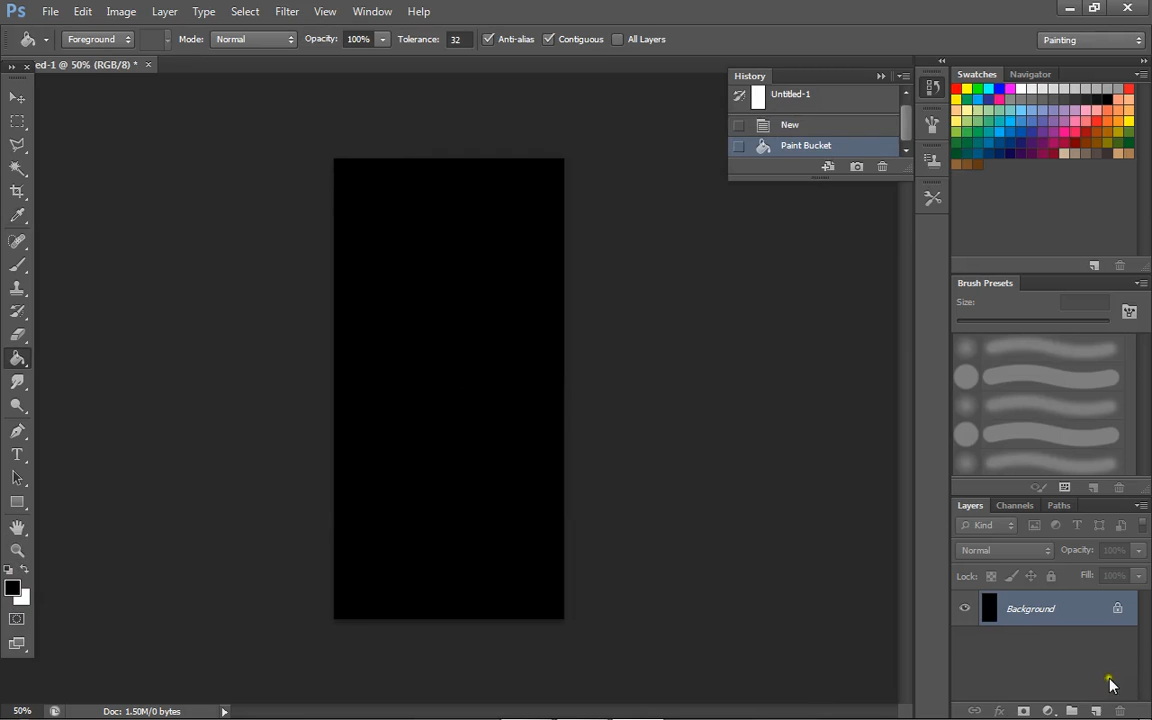 Ps File Edit Image Layer Type Select Filter View Window Help
Foreground Mode: Normal Opacity: 100% Tolerance: 32 Anti-alias Contiguous All Layers Painting
ed-1 @ 50% (RGB/8) *
History
Untitled-1
New
Paint Bucket
Swatches Navigator
Brush Presets
Size:
Layers Channels Paths
Kind
Normal Opacity: 100%
Lock: Fill: 100%
Background
50% Doc: 1.50M/0 bytes